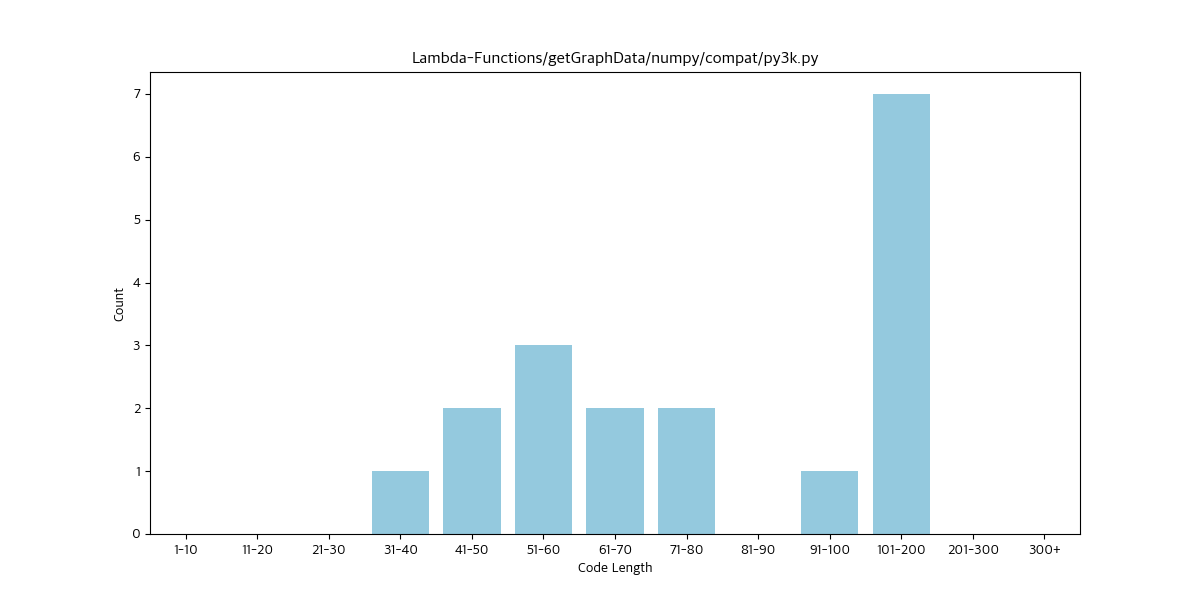 Lambda-Functions/getGraphData/numpy/compat/py3k.py
7
6
5
4
3
2
1
0
Count
1-10 11-20 21-30 31-40 41-50 51-60 61-70 71-80 81-90 91-100 101-200 201-300 300+
Code Length